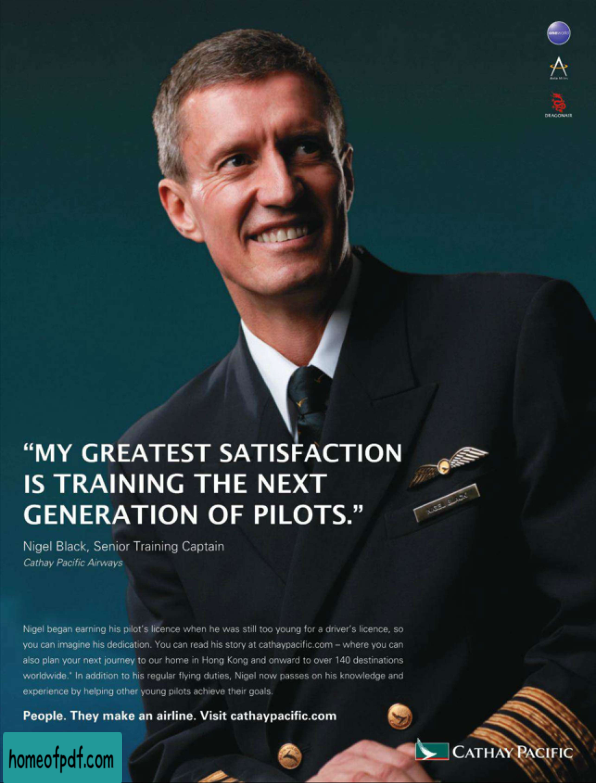 oneworld
DRAGONAIR
“MY GREATEST SATISFACTION
IS TRAINING THE NEXT
GENERATION OF PILOTS.”
NIGEL BLACK
Nigel Black, Senior Training Captain
Cathay Pacific Airways
Nigel began earning his pilot’s licence when he was still too young for a driver’s licence, so
you can imagine his dedication. You can read his story at cathaypacific.com – where you can
also plan your next journey to our home in Hong Kong and onward to over 140 destinations
worldwide.* In addition to his regular flying duties, Nigel now passes on his knowledge and
experience by helping other young pilots achieve their goals.
People. They make an airline. Visit cathaypacific.com
CATHAY PACIFIC
homeofpdf.com